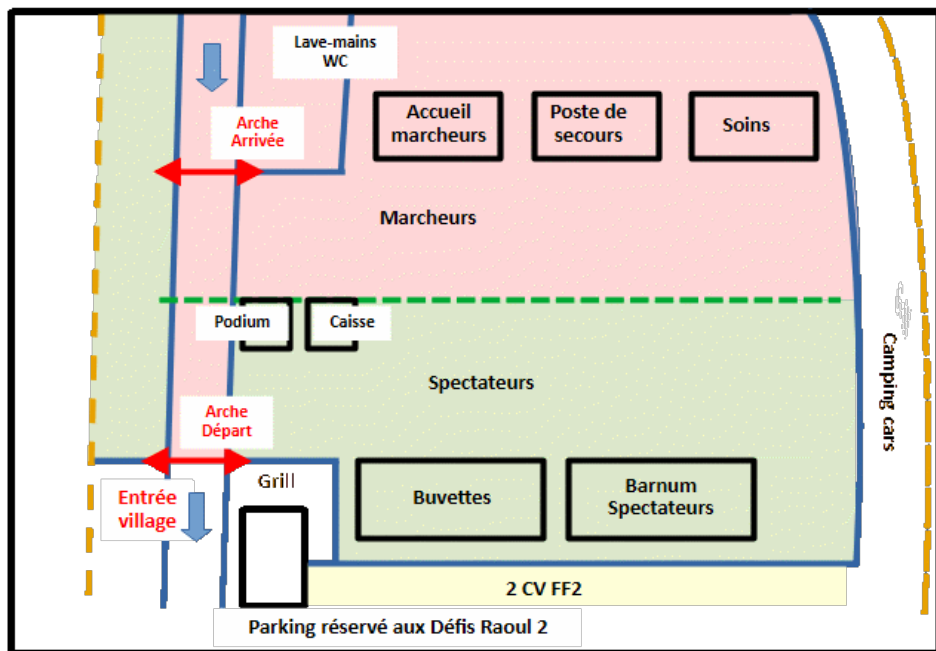 Lave-mains
WC
Arche
Arrivée
Accueil
marcheurs
Poste de
secours
Soins
Marcheurs
Podium
Caisse
Spectateurs
Camping cars
Arche
Départ
Entrée
village
Grill
Buvettes
Barnum
Spectateurs
2 CV FF2
Parking réservé aux Défis Raoul 2